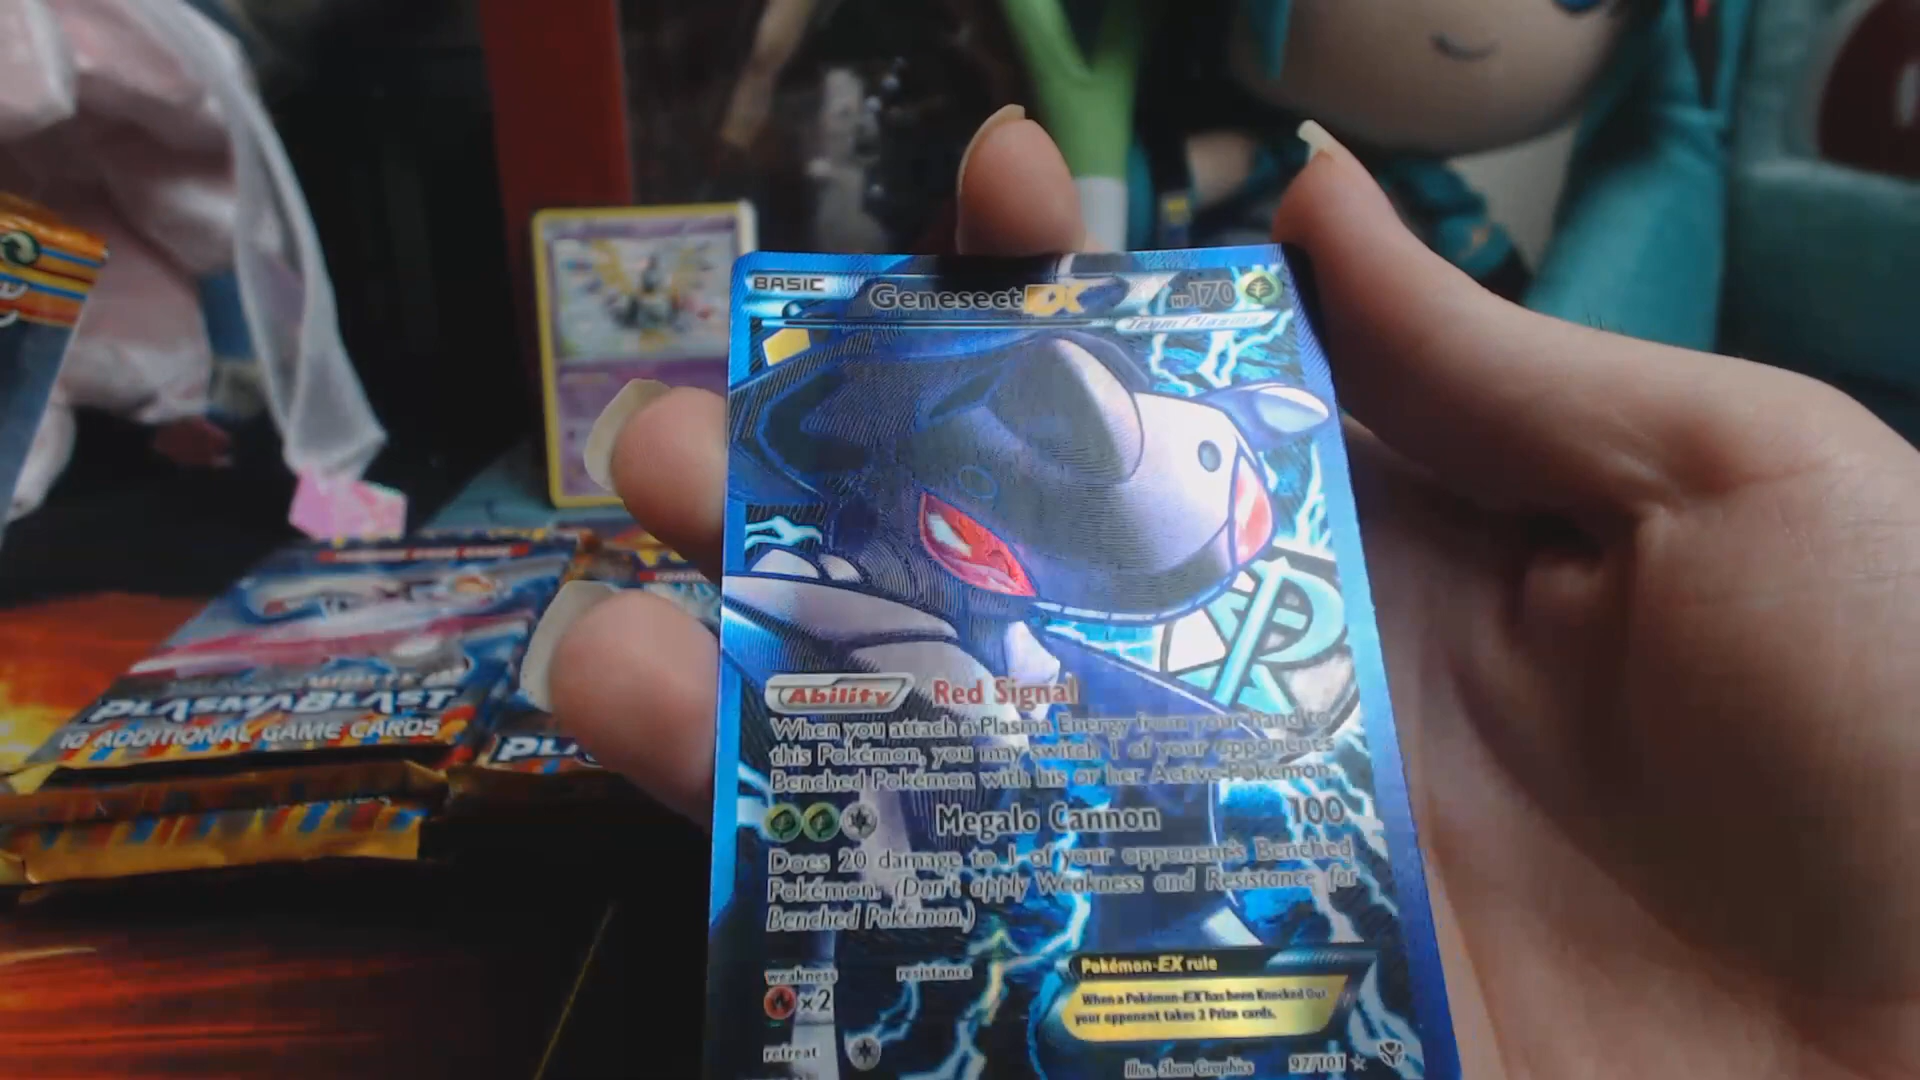 BASIC Genesect EX HP 170
Team Plasma
Ability Red Signal
When you attach a Plasma Energy from your hand to
this Pokémon, you may switch 1 of your opponent's
Benched Pokémon with his or her Active Pokémon.
Megalo Cannon 100
Does 20 damage to 1 of your opponent's Benched
Pokémon. (Don't apply Weakness and Resistance for
Benched Pokémon.)
weakness resistance
×2
retreat
Pokémon-EX rule
When a Pokémon-EX has been Knocked Out,
your opponent takes 2 Prize cards.
Illus. 5ban Graphics 97/101
PLASMA BLAST
10 ADDITIONAL GAME CARDS